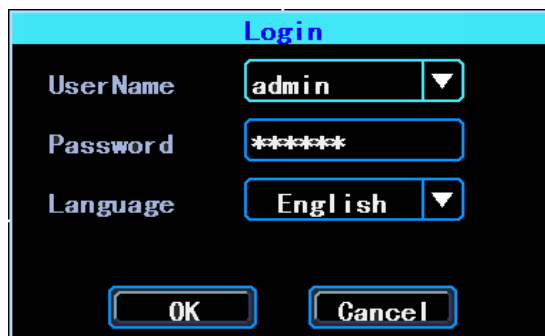 Login
UserName admin
Password ******
Language English
OK Cancel